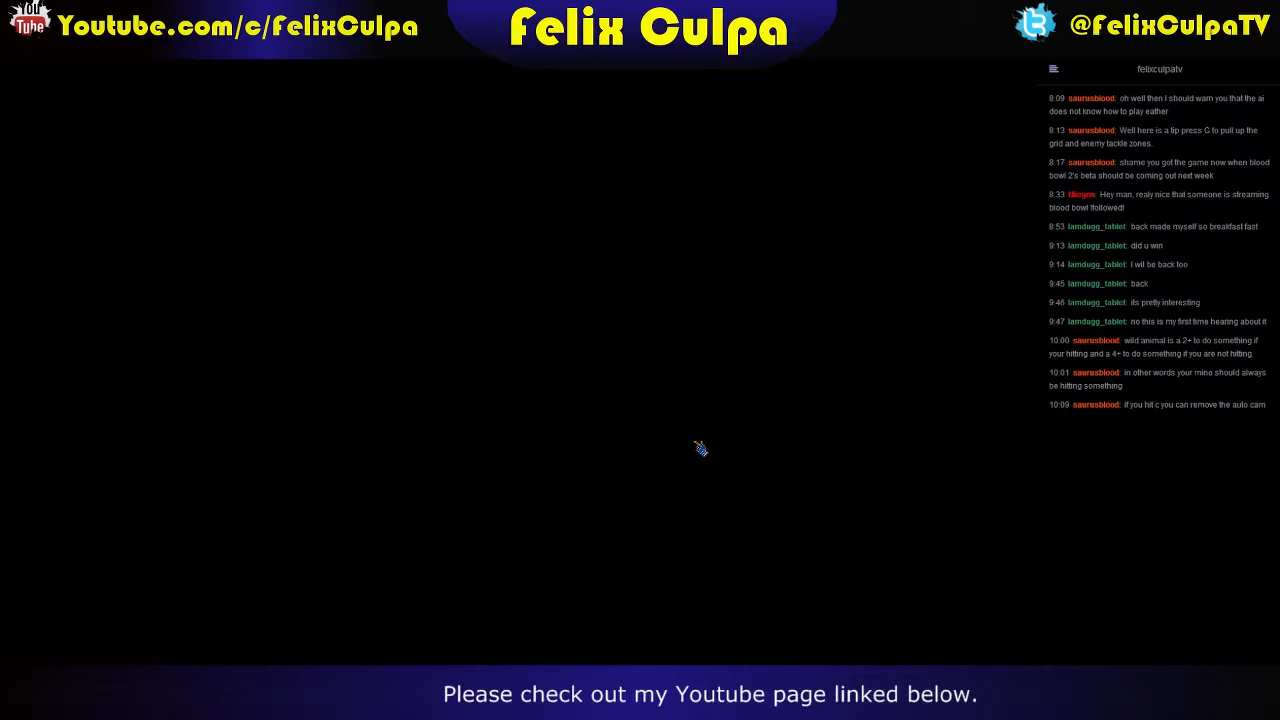 You
Tube
Youtube.com/c/FelixCulpa
Felix Culpa
@FelixCulpaTV
felixculpatv
8:09 saurusblood: oh well then I should warn you that the ai
does not know how to play eather
8:13 saurusblood: Well here is a tip press G to pull up the
grid and enemy tackle zones.
8:17 saurusblood: shame you got the game now when blood
bowl 2's beta should be coming out next week
8:33 Hey man, realy nice that someone is streaming
blood bowl !followed!
8:53 lamdugg_tablet: back made myself so breakfast fast
9:13 lamdugg_tablet: did u win
9:14 lamdugg_tablet: I wil be back too
9:45 lamdugg_tablet: back
9:46 lamdugg_tablet: its pretty interesting
9:47 lamdugg_tablet: no this is my first time hearing about it
10:00 saurusblood: wild animal is a 2+ to do something if
your hitting and a 4+ to do something if you are not hitting.
10:01 saurusblood: in other words your mino should always
be hitting something
10:09 saurusblood: if you hit c you can remove the auto cam
Please check out my Youtube page linked below.